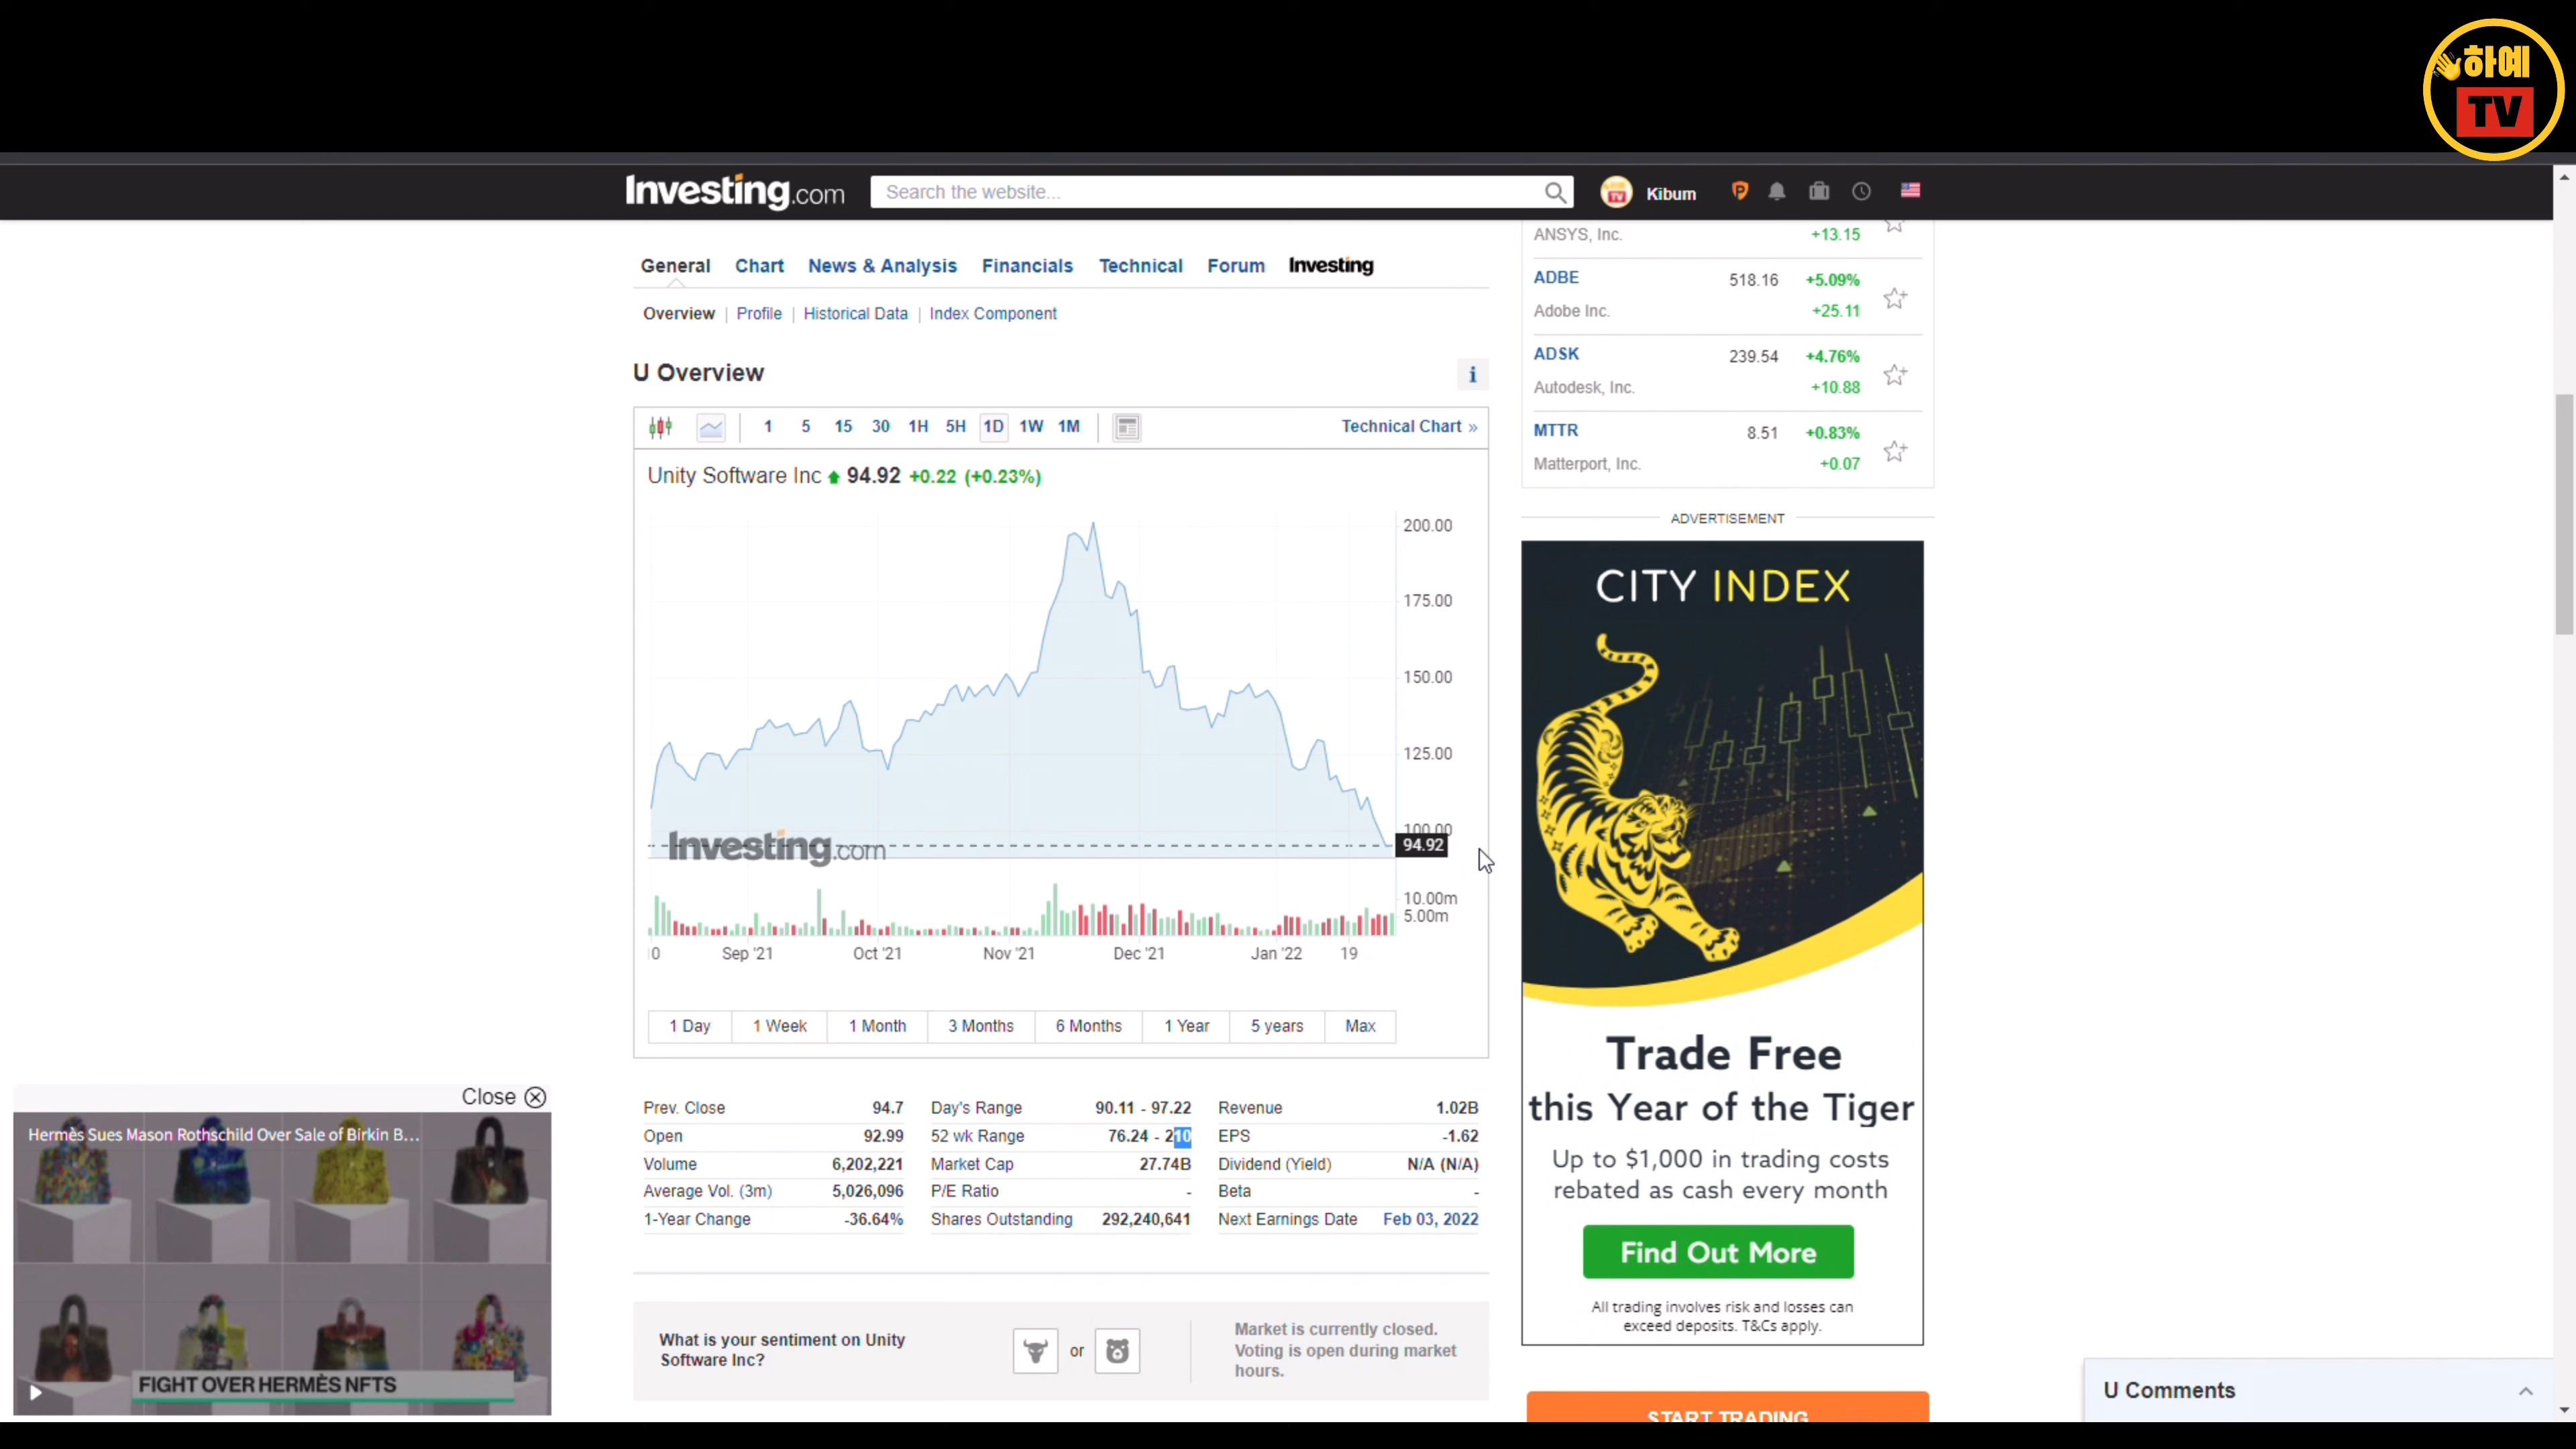 하예
TV
Investing.com
Search the website...
Kibum
General Chart News & Analysis Financials Technical Forum Investing
Overview | Profile | Historical Data | Index Component
U Overview
i
1 5 15 30 1H 5H 1D 1W 1M
Technical Chart »
Unity Software Inc 94.92 +0.22 (+0.23%)
200.00
175.00
150.00
125.00
100.00
94.92
Investing.com
10.00m
5.00m
0 Sep '21 Oct '21 Nov '21 Dec '21 Jan '22 19
1 Day 1 Week 1 Month 3 Months 6 Months 1 Year 5 years Max
Prev. Close 94.7 Day's Range 90.11 - 97.22 Revenue 1.02B
Open 92.99 52 wk Range 76.24 - 210 EPS -1.62
Volume 6,202,221 Market Cap 27.74B Dividend (Yield) N/A (N/A)
Average Vol. (3m) 5,026,096 P/E Ratio - Beta -
1-Year Change -36.64% Shares Outstanding 292,240,641 Next Earnings Date Feb 03, 2022
What is your sentiment on Unity
Software Inc?
or
Market is currently closed.
Voting is open during market
hours.
ANSYS, Inc. +13.15
ADBE 518.16 +5.09%
Adobe Inc. +25.11
ADSK 239.54 +4.76%
Autodesk, Inc. +10.88
MTTR 8.51 +0.83%
Matterport, Inc. +0.07
ADVERTISEMENT
CITY INDEX
Trade Free
this Year of the Tiger
Up to $1,000 in trading costs
rebated as cash every month
Find Out More
All trading involves risk and losses can
exceed deposits. T&Cs apply.
START TRADING
Close
Hermès Sues Mason Rothschild Over Sale of Birkin B...
FIGHT OVER HERMÈS NFTS
U Comments